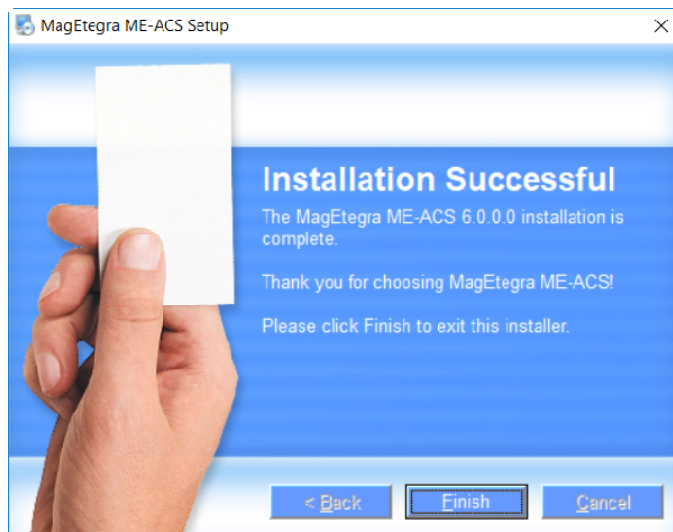 MagEtegra ME-ACS Setup
Installation Successful
The MagEtegra ME-ACS 6.0.0.0 installation is
complete.
Thank you for choosing MagEtegra ME-ACS!
Please click Finish to exit this installer.
< Back
Finish
Cancel